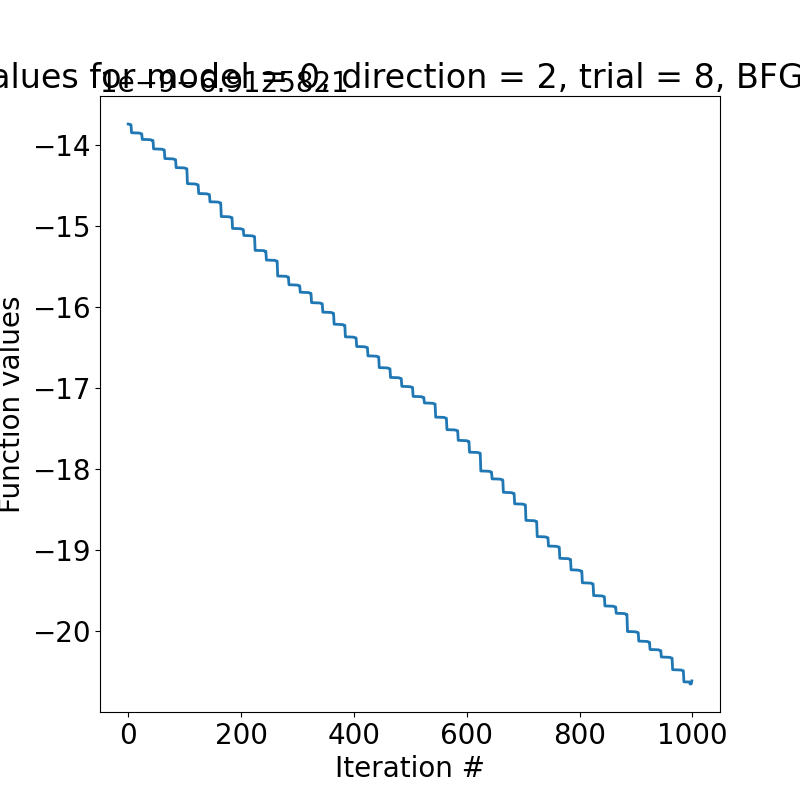 alues for model = 0, direction = 2, trial = 8, BFG
1e−9−6.9125821
−14
−15
−16
−17
−18
−19
−20
Function values
0 200 400 600 800 1000
Iteration #